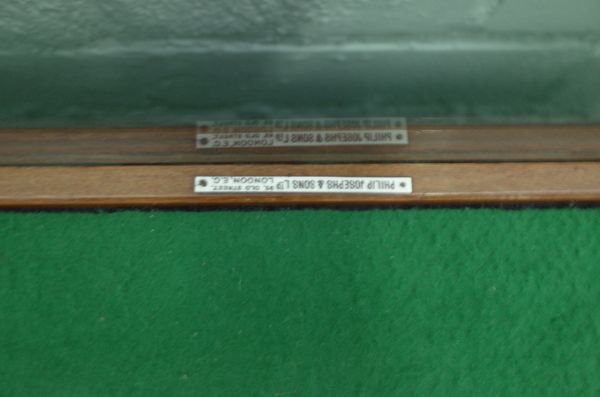 PHILIP JOSEPHS & SONS LTD
OLD STREET,
LONDON, E.C.